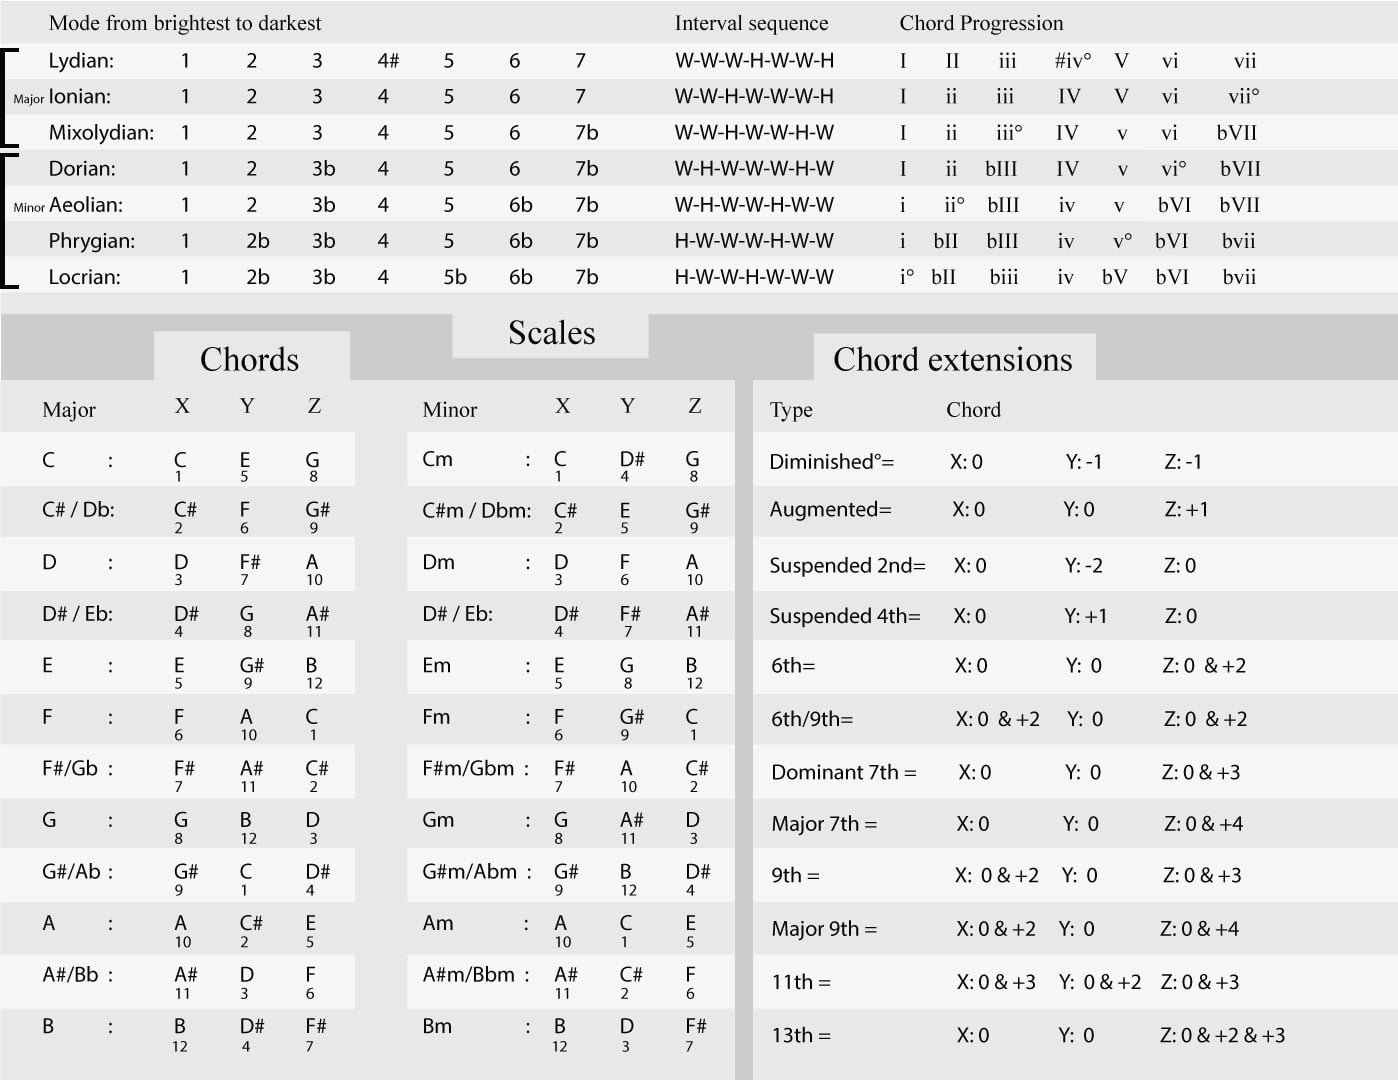 Mode from brightest to darkest Interval sequence Chord Progression
Lydian: 1 2 3 4# 5 6 7 W-W-W-H-W-W-H I II iii #iv° V vi vii
Major Ionian: 1 2 3 4 5 6 7 W-W-H-W-W-W-H I ii iii IV V vi vii°
Mixolydian: 1 2 3 4 5 6 7b W-W-H-W-W-H-W I ii iii° IV v vi bVII
Dorian: 1 2 3b 4 5 6 7b W-H-W-W-W-H-W I ii bIII IV v vi° bVII
Minor Aeolian: 1 2 3b 4 5 6b 7b W-H-W-W-H-W-W i ii° bIII iv v bVI bVII
Phrygian: 1 2b 3b 4 5 6b 7b H-W-W-W-H-W-W i bII bIII iv v° bVI bvii
Locrian: 1 2b 3b 4 5b 6b 7b H-W-W-H-W-W-W i° bII biii iv bV bVI bvii
Scales
Chords Chord extensions
Major X Y Z Minor X Y Z Type Chord
C : C E G Cm : C D# G Diminished°= X: 0 Y: -1 Z: -1
1 5 8 1 4 8
C# / Db: C# F G# C#m / Dbm: C# E G# Augmented= X: 0 Y: 0 Z: +1
2 6 9 2 5 9
D : D F# A Dm : D F A Suspended 2nd= X: 0 Y: -2 Z: 0
3 7 10 3 6 10
D# / Eb: D# G A# D# / Eb: D# F# A# Suspended 4th= X: 0 Y: +1 Z: 0
4 8 11 4 7 11
E : E G# B Em : E G B 6th= X: 0 Y: 0 Z: 0 & +2
5 9 12 5 8 12
F : F A C Fm : F G# C 6th/9th= X: 0 & +2 Y: 0 Z: 0 & +2
6 10 1 6 9 1
F#/Gb : F# A# C# F#m/Gbm : F# A C# Dominant 7th = X: 0 Y: 0 Z: 0 & +3
7 11 2 7 10 2
G : G B D Gm : G A# D Major 7th = X: 0 Y: 0 Z: 0 & +4
8 12 3 8 11 3
G#/Ab : G# C D# G#m/Abm : G# B D# 9th = X: 0 & +2 Y: 0 Z: 0 & +3
9 1 4 9 12 4
A : A C# E Am : A C E Major 9th = X: 0 & +2 Y: 0 Z: 0 & +4
10 2 5 10 1 5
A#/Bb : A# D F A#m/Bbm : A# C# F 11th = X: 0 & +3 Y: 0 & +2 Z: 0 & +3
11 3 6 11 2 6
B : B D# F# Bm : B D F# 13th = X: 0 Y: 0 Z: 0 & +2 & +3
12 4 7 12 3 7